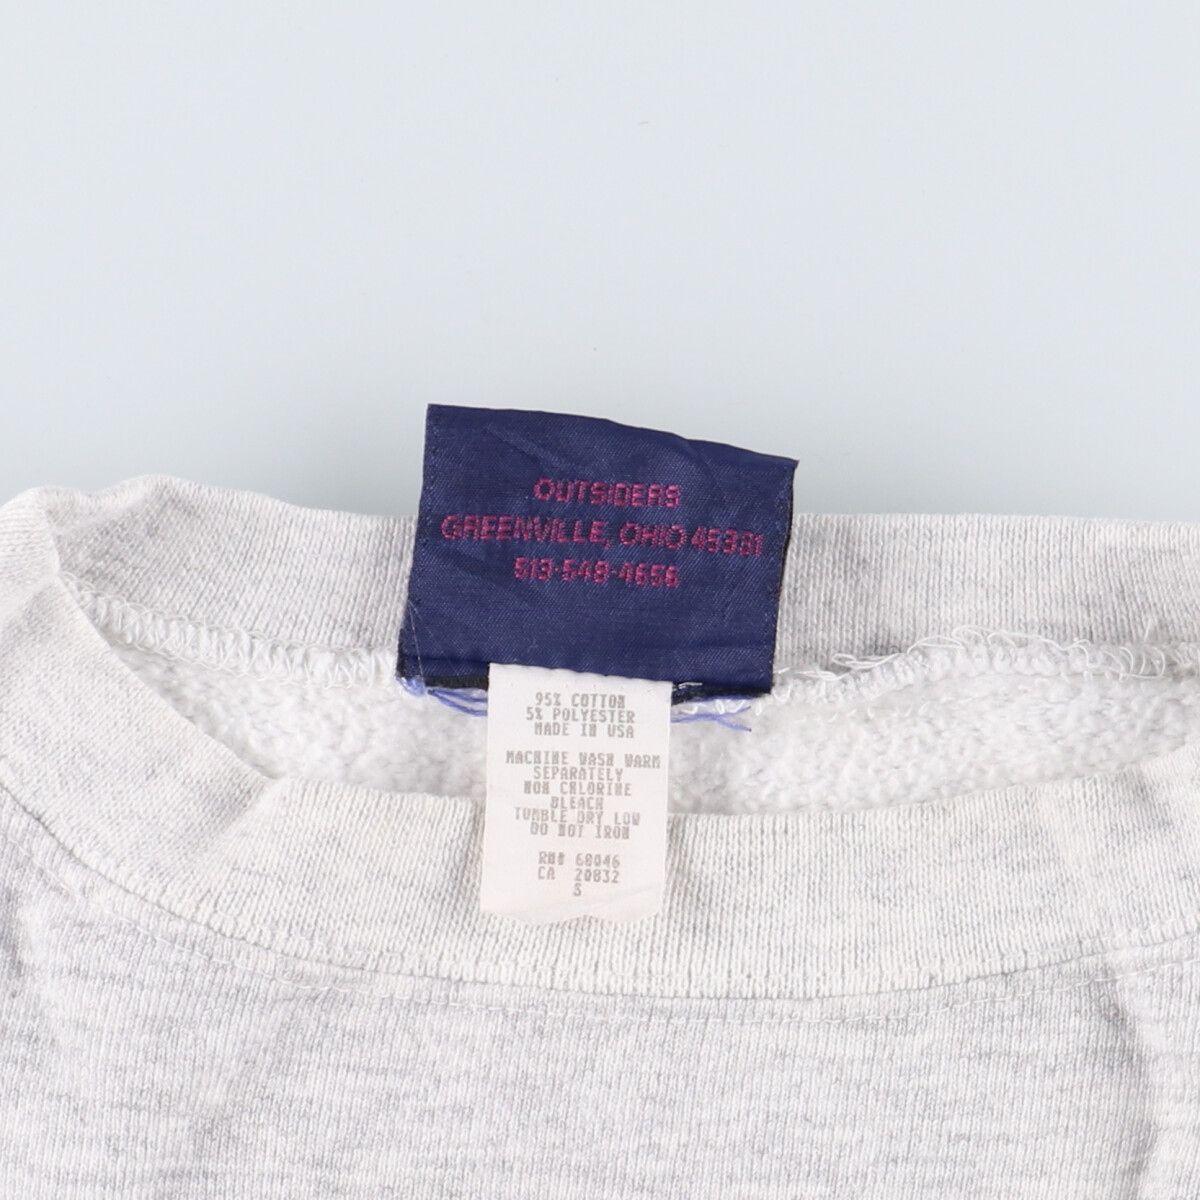 OUTSIDERS
GREENVILLE, OHIO 45331
513-548-4656
95% COTTON
5% POLYESTER
MADE IN USA
MACHINE WASH WARM
SEPARATELY
NON CHLORINE
BLEACH
TUMBLE DRY LOW
DO NOT IRON
RN# 60046
CA 20832
S